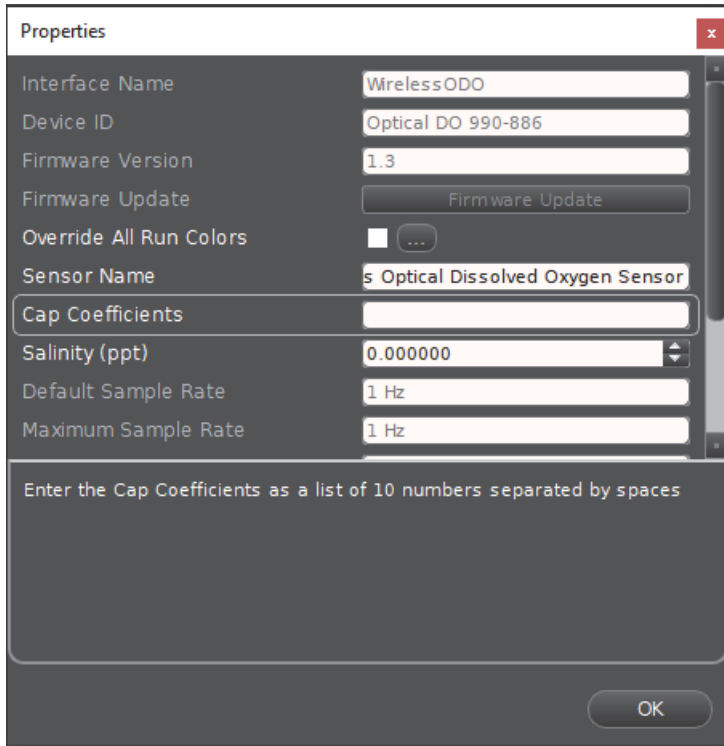 Properties
x
Interface Name WirelessODO
Device ID Optical DO 990-886
Firmware Version 1.3
Firmware Update Firmware Update
Override All Run Colors ...
Sensor Name s Optical Dissolved Oxygen Sensor
Cap Coefficients
Salinity (ppt) 0.000000
Default Sample Rate 1 Hz
Maximum Sample Rate 1 Hz
Enter the Cap Coefficients as a list of 10 numbers separated by spaces
OK